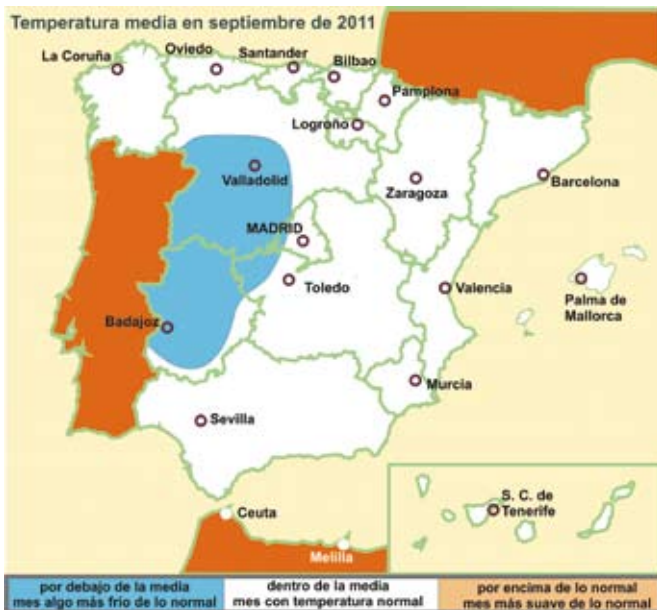 Temperatura media en septiembre de 2011
La Coruña
Oviedo
Santander
Bilbao
Pamplona
Logroño
Valladolid
Zaragoza
Barcelona
MADRID
Toledo
Valencia
Palma de
Mallorca
Badajoz
Murcia
Sevilla
S. C. de
Tenerife
Ceuta
Melilla
por debajo de la media
mes algo más frío de lo normal
dentro de la media
mes con temperatura normal
por encima de lo normal
mes más suave de lo normal